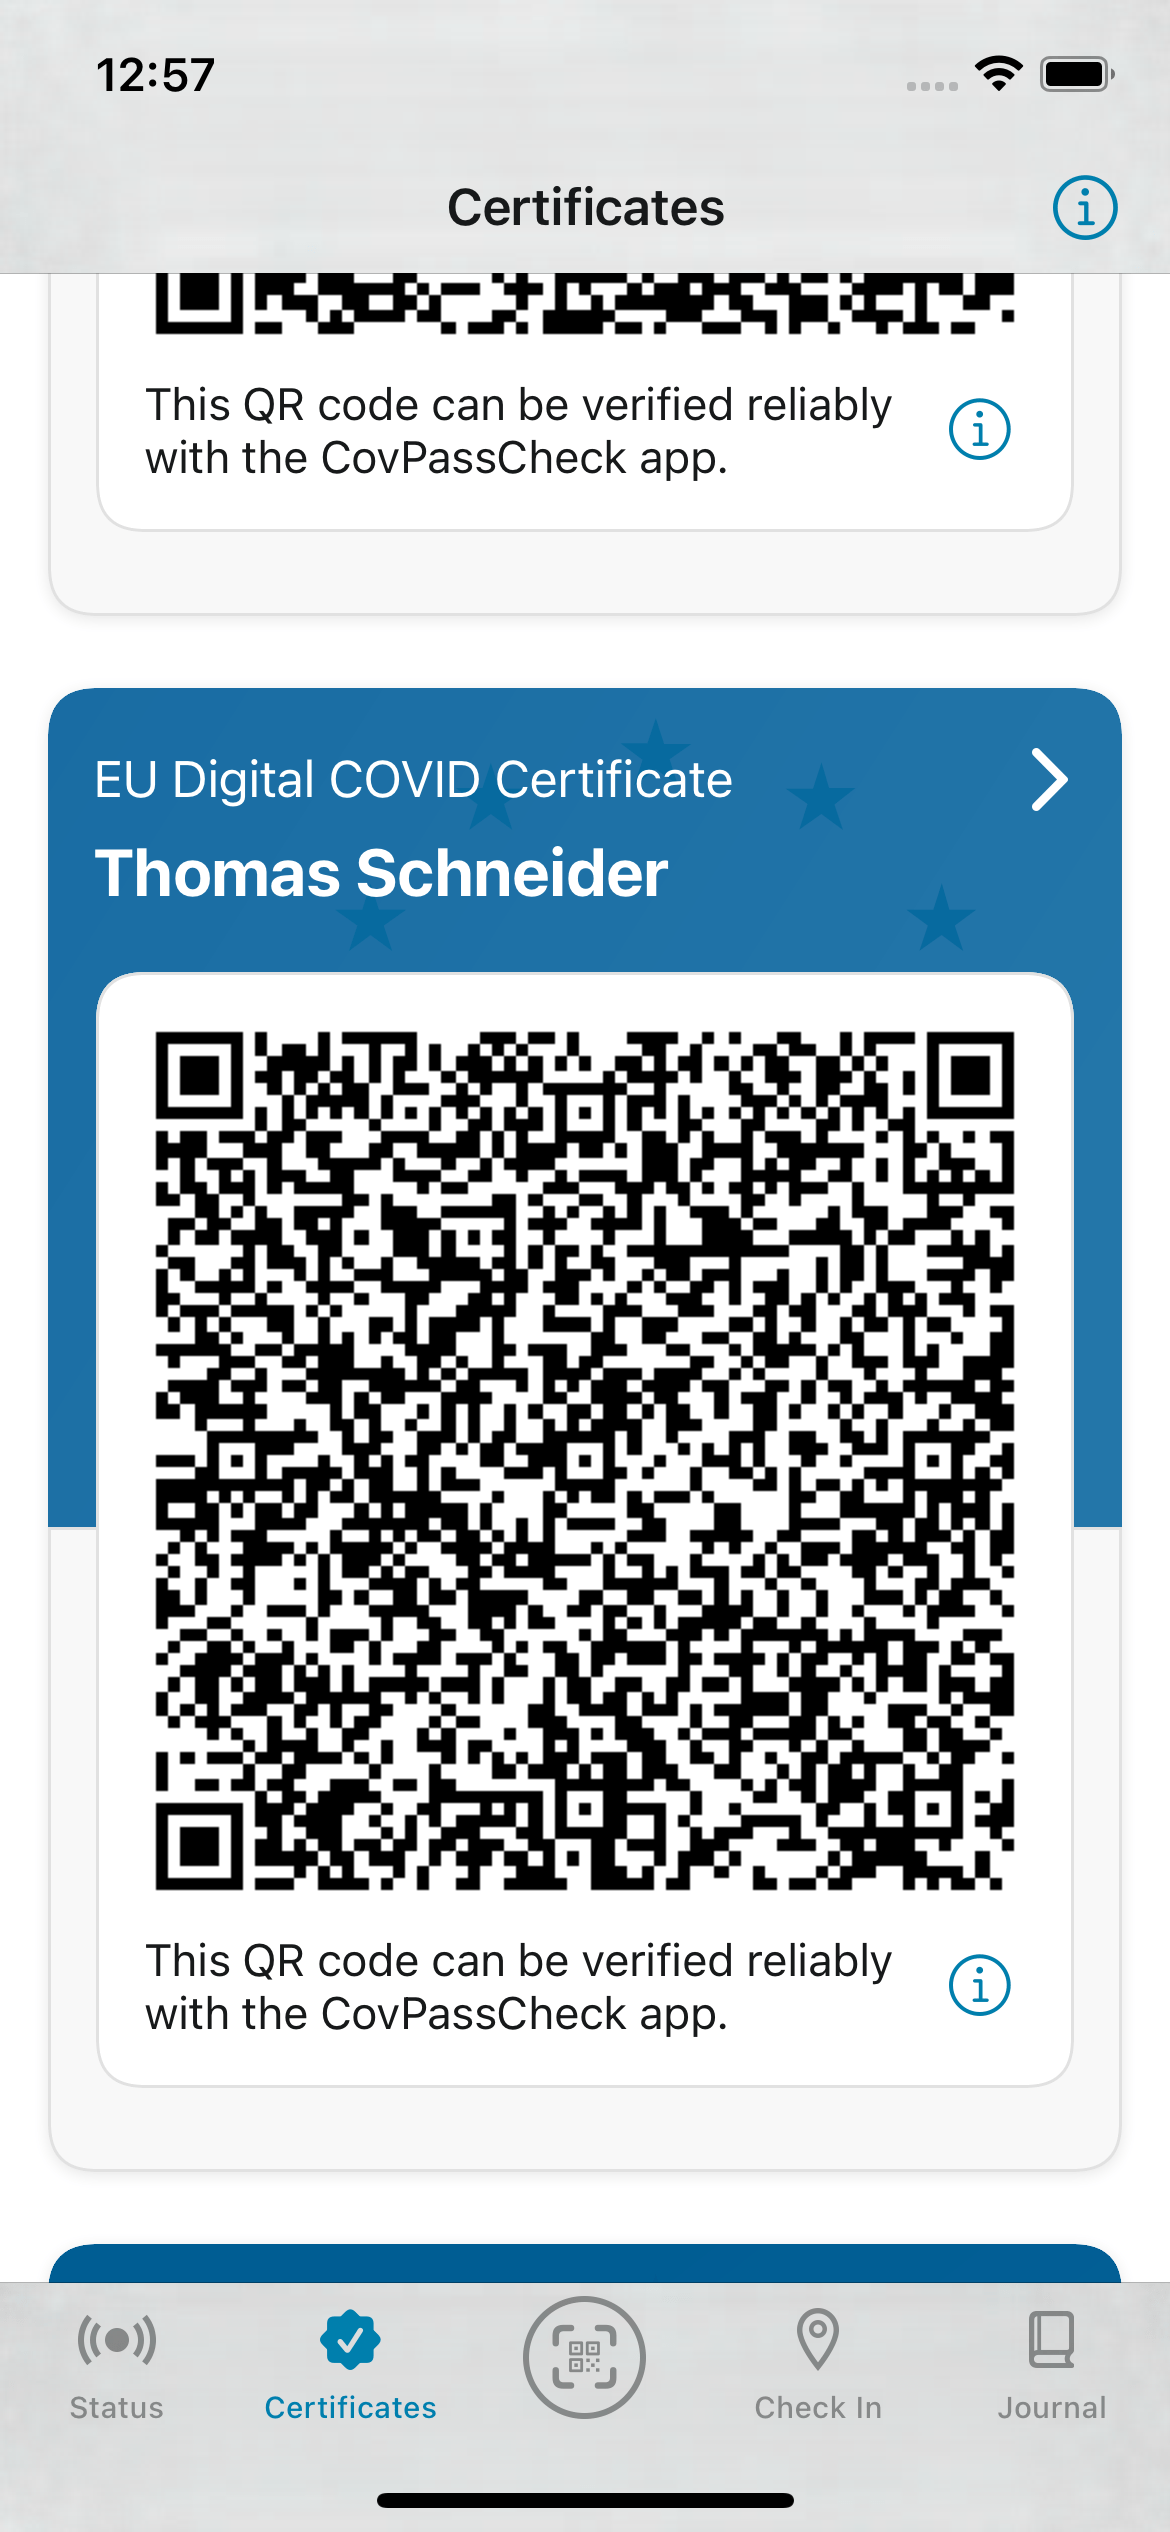 12:57
Certificates
This QR code can be verified reliably
with the CovPassCheck app.
EU Digital COVID Certificate
Thomas Schneider
This QR code can be verified reliably
with the CovPassCheck app.
Status
Certificates
Check In
Journal